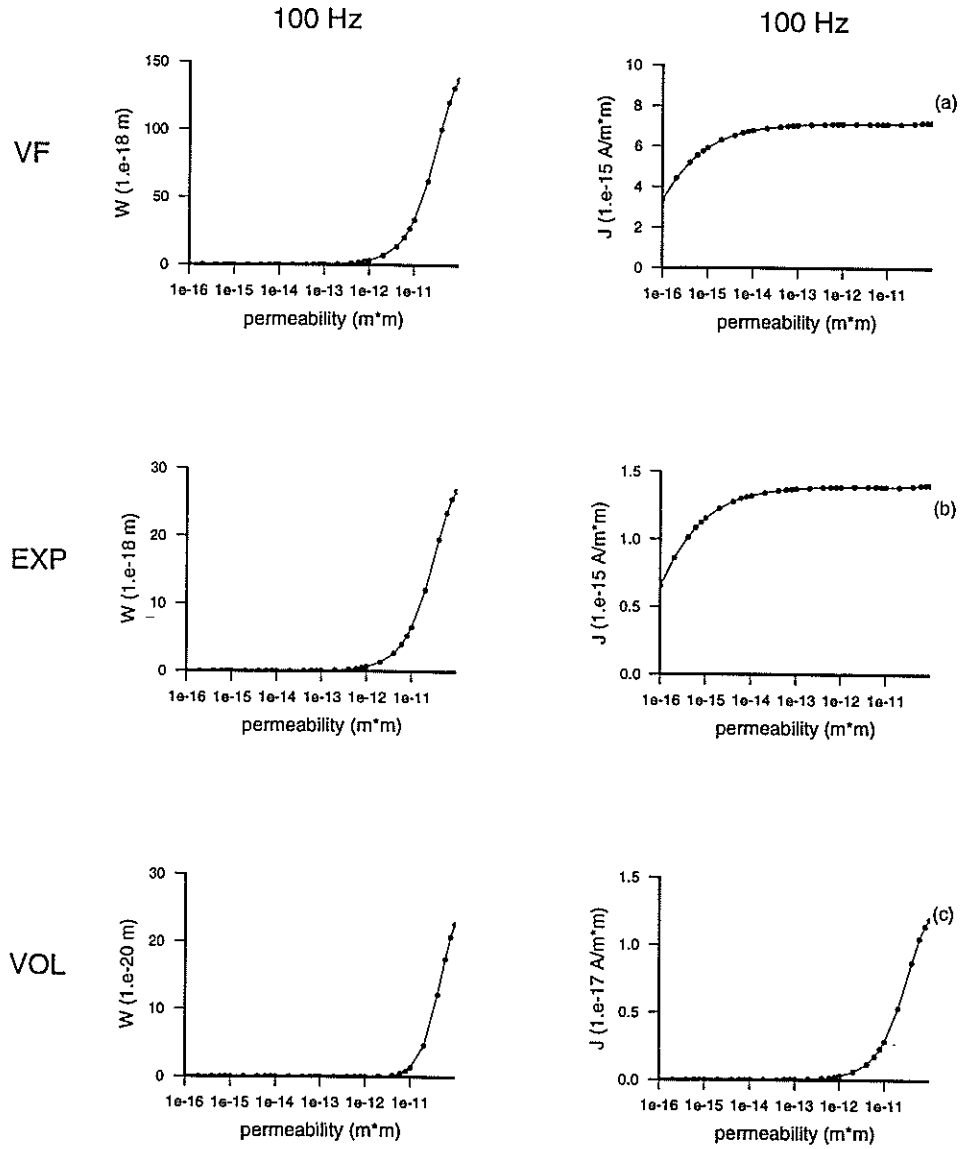 100 Hz
100 Hz
VF
W (1.e-18 m)
150
100
50
0
1e-16 1e-15 1e-14 1e-13 1e-12 1e-11
permeability (m*m)
J (1.e-15 A/m*m)
10
8
6
4
2
0
1e-16 1e-15 1e-14 1e-13 1e-12 1e-11
permeability (m*m)
(a)
EXP
W (1.e-18 m)
30
20
10
0
1e-16 1e-15 1e-14 1e-13 1e-12 1e-11
permeability (m*m)
J (1.e-15 A/m*m)
1.5
1.0
0.5
0.0
1e-16 1e-15 1e-14 1e-13 1e-12 1e-11
permeability (m*m)
(b)
VOL
W (1.e-20 m)
30
20
10
0
1e-16 1e-15 1e-14 1e-13 1e-12 1e-11
permeability (m*m)
J (1.e-17 A/m*m)
1.5
1.0
0.5
0.0
1e-16 1e-15 1e-14 1e-13 1e-12 1e-11
permeability (m*m)
(c)